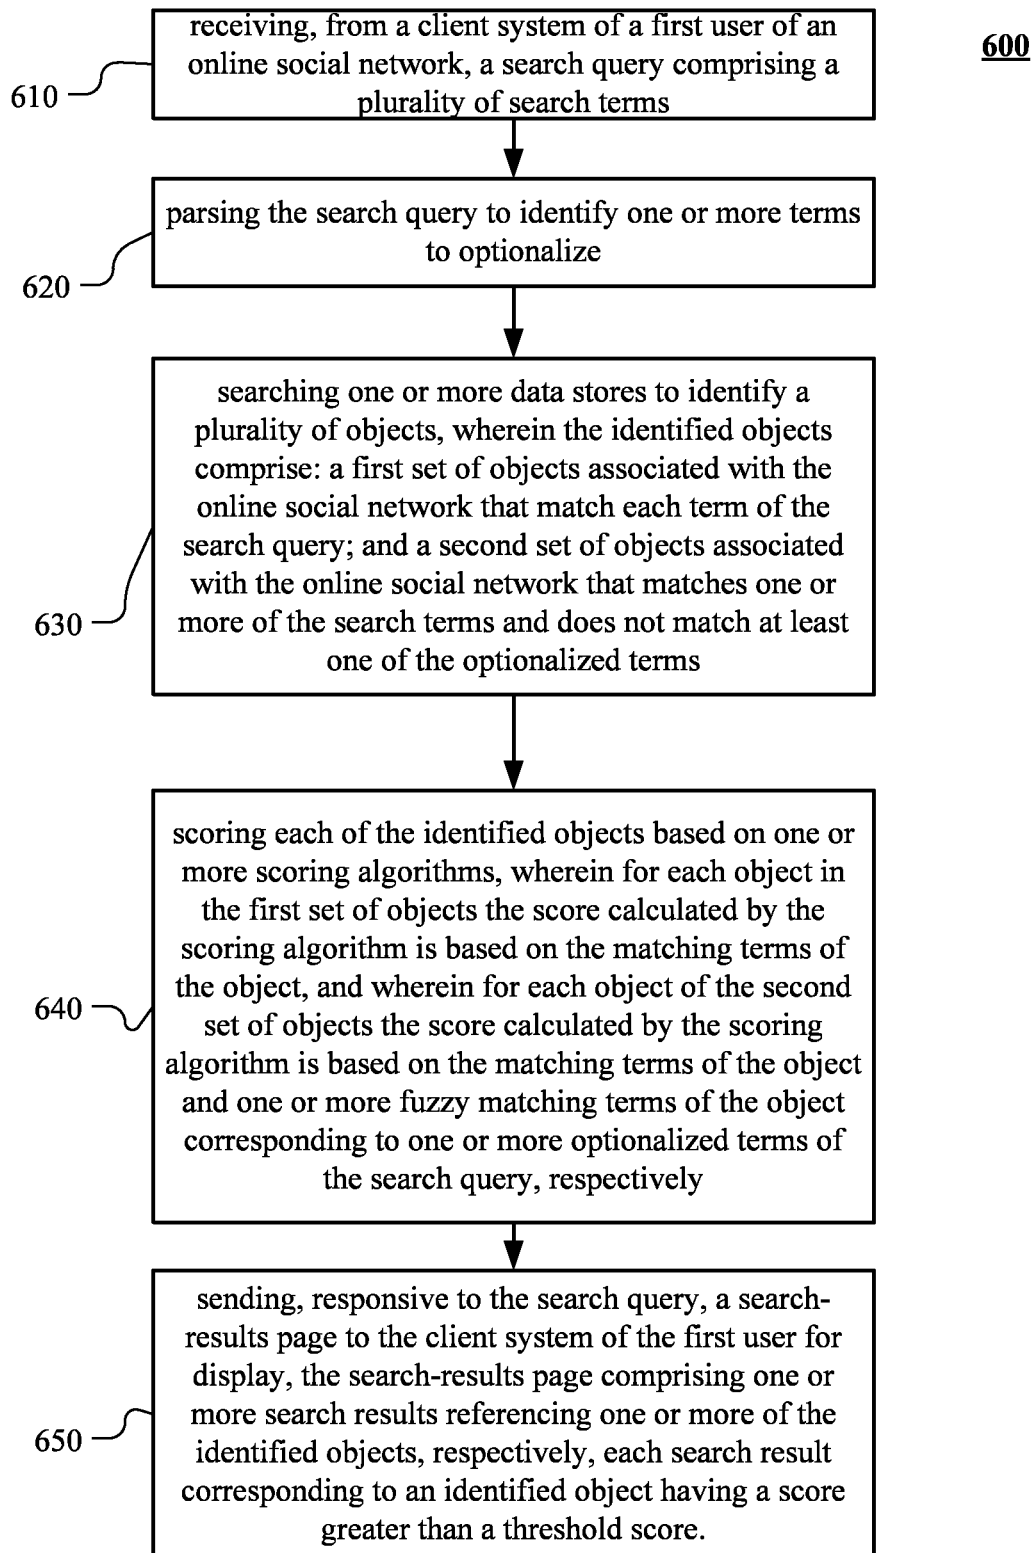 receiving, from a client system of a first user of an
online social network, a search query comprising a
plurality of search terms
600
610
parsing the search query to identify one or more terms
to optionalize
620
searching one or more data stores to identify a
plurality of objects, wherein the identified objects
comprise: a first set of objects associated with the
online social network that match each term of the
search query; and a second set of objects associated
with the online social network that matches one or
more of the search terms and does not match at least
one of the optionalized terms
630
scoring each of the identified objects based on one or
more scoring algorithms, wherein for each object in
the first set of objects the score calculated by the
scoring algorithm is based on the matching terms of
the object, and wherein for each object of the second
set of objects the score calculated by the scoring
algorithm is based on the matching terms of the object
and one or more fuzzy matching terms of the object
corresponding to one or more optionalized terms of
the search query, respectively
640
sending, responsive to the search query, a search-
results page to the client system of the first user for
display, the search-results page comprising one or
more search results referencing one or more of the
identified objects, respectively, each search result
corresponding to an identified object having a score
greater than a threshold score.
650